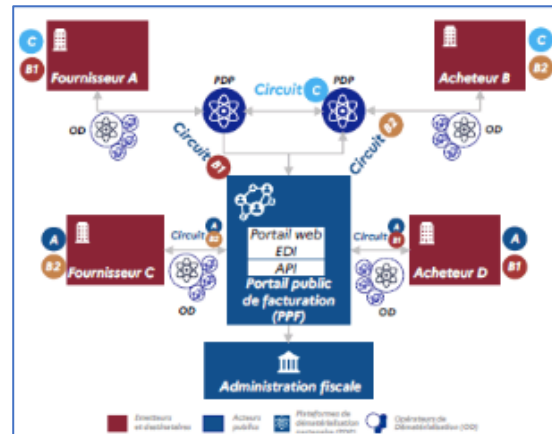 C
B1
Fournisseur A
OD
PDP
Circuit C
PDP
Acheteur B
C
B2
OD
Circuit B1
Circuit B2
A
B2
Fournisseur C
Circuit A B2
OD
Portail web
EDI
API
Portail public
de facturation
(PPF)
Circuit A B1
OD
Acheteur D
A
B1
Administration fiscale
Emetteurs
et destinataires
Acteurs
publics
Plateformes de
dématérialisation
partenaire (PDP)
Opérateurs de
Dématérialisation (OD)